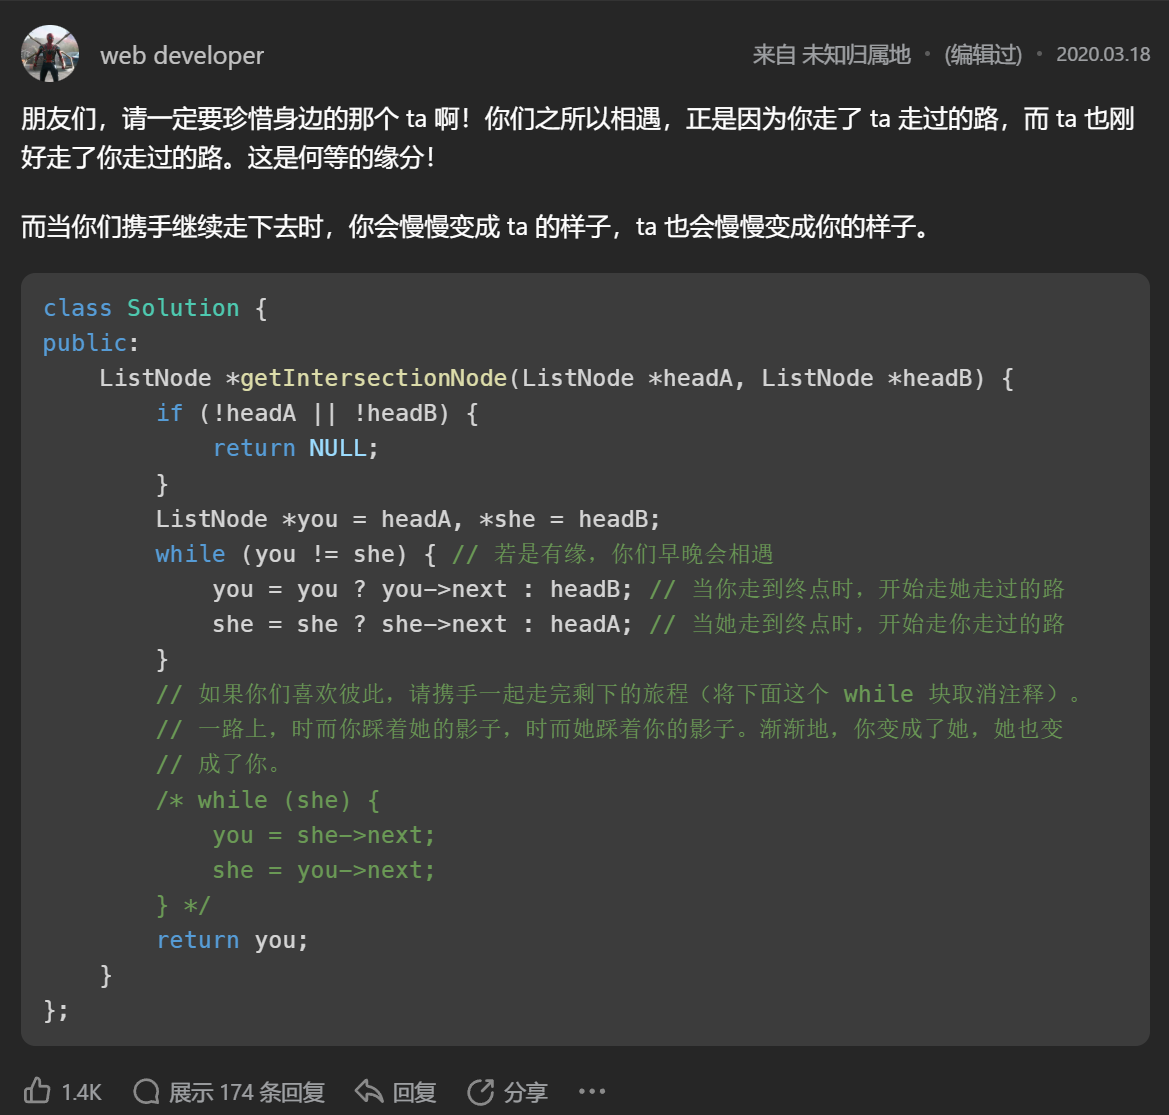 web developer
来自 未知归属地 · (编辑过) · 2020.03.18
朋友们，请一定要珍惜身边的那个 ta 啊！你们之所以相遇，正是因为你走了 ta 走过的路，而 ta 也刚
好走了你走过的路。这是何等的缘分！
而当你们携手继续走下去时，你会慢慢变成 ta 的样子，ta 也会慢慢变成你的样子。
class Solution {
public:
    ListNode *getIntersectionNode(ListNode *headA, ListNode *headB) {
        if (!headA || !headB) {
            return NULL;
        }
        ListNode *you = headA, *she = headB;
        while (you != she) { // 若是有缘，你们早晚会相遇
            you = you ? you->next : headB; // 当你走到终点时，开始走她走过的路
            she = she ? she->next : headA; // 当她走到终点时，开始走你走过的路
        }
        // 如果你们喜欢彼此，请携手一起走完剩下的旅程（将下面这个 while 块取消注释）。
        // 一路上，时而你踩着她的影子，时而她踩着你的影子。渐渐地，你变成了她，她也变
        // 成了你。
        /* while (she) {
            you = she->next;
            she = you->next;
        } */
        return you;
    }
};
1.4K 展示 174 条回复 回复 分享 ···